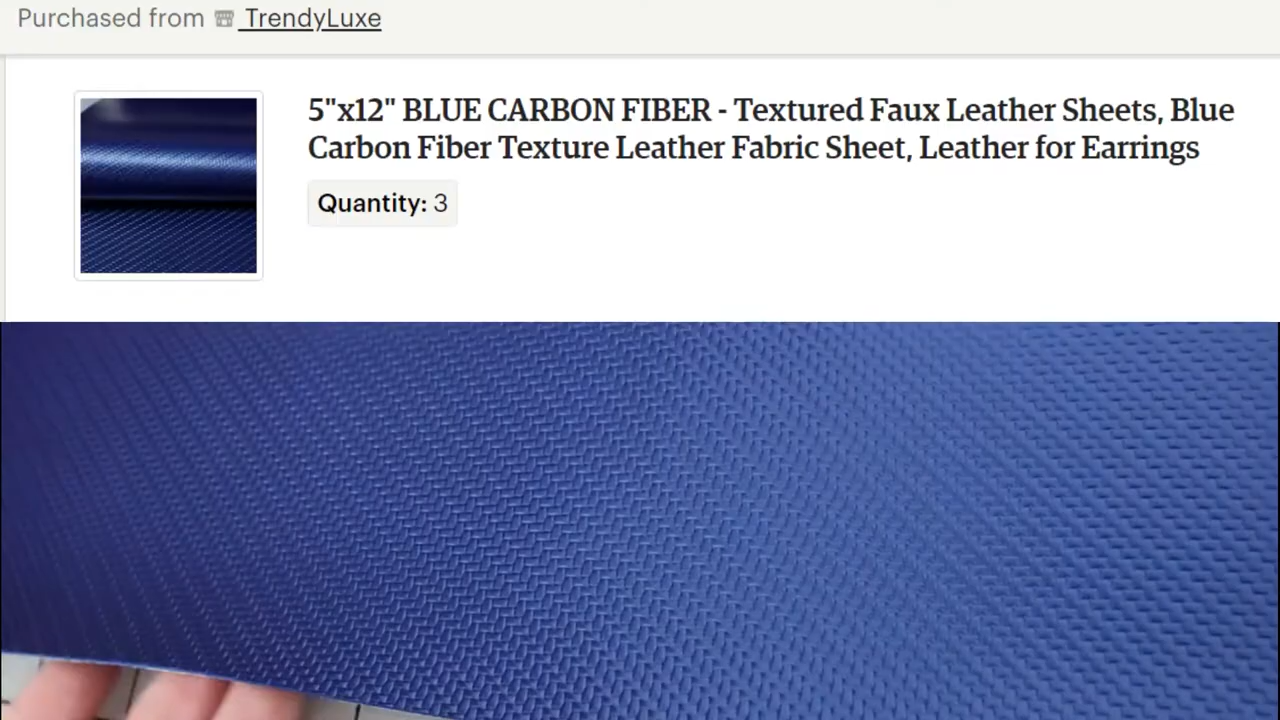 Purchased from TrendyLuxe
5"x12" BLUE CARBON FIBER - Textured Faux Leather Sheets, Blue
Carbon Fiber Texture Leather Fabric Sheet, Leather for Earrings
Quantity: 3